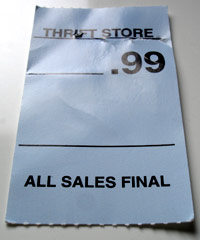 THRIFT STORE
.99
ALL SALES FINAL